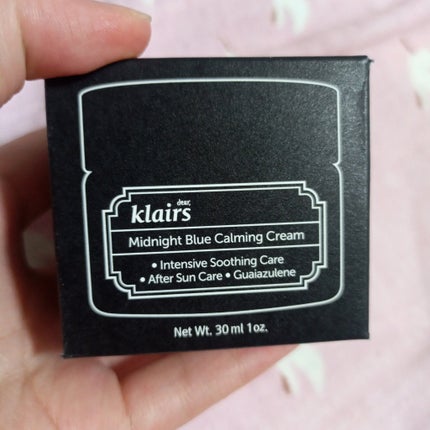 dear,
klairs
Midnight Blue Calming Cream
• Intensive Soothing Care
• After Sun Care • Guaiazulene
Net Wt. 30 ml 1oz.